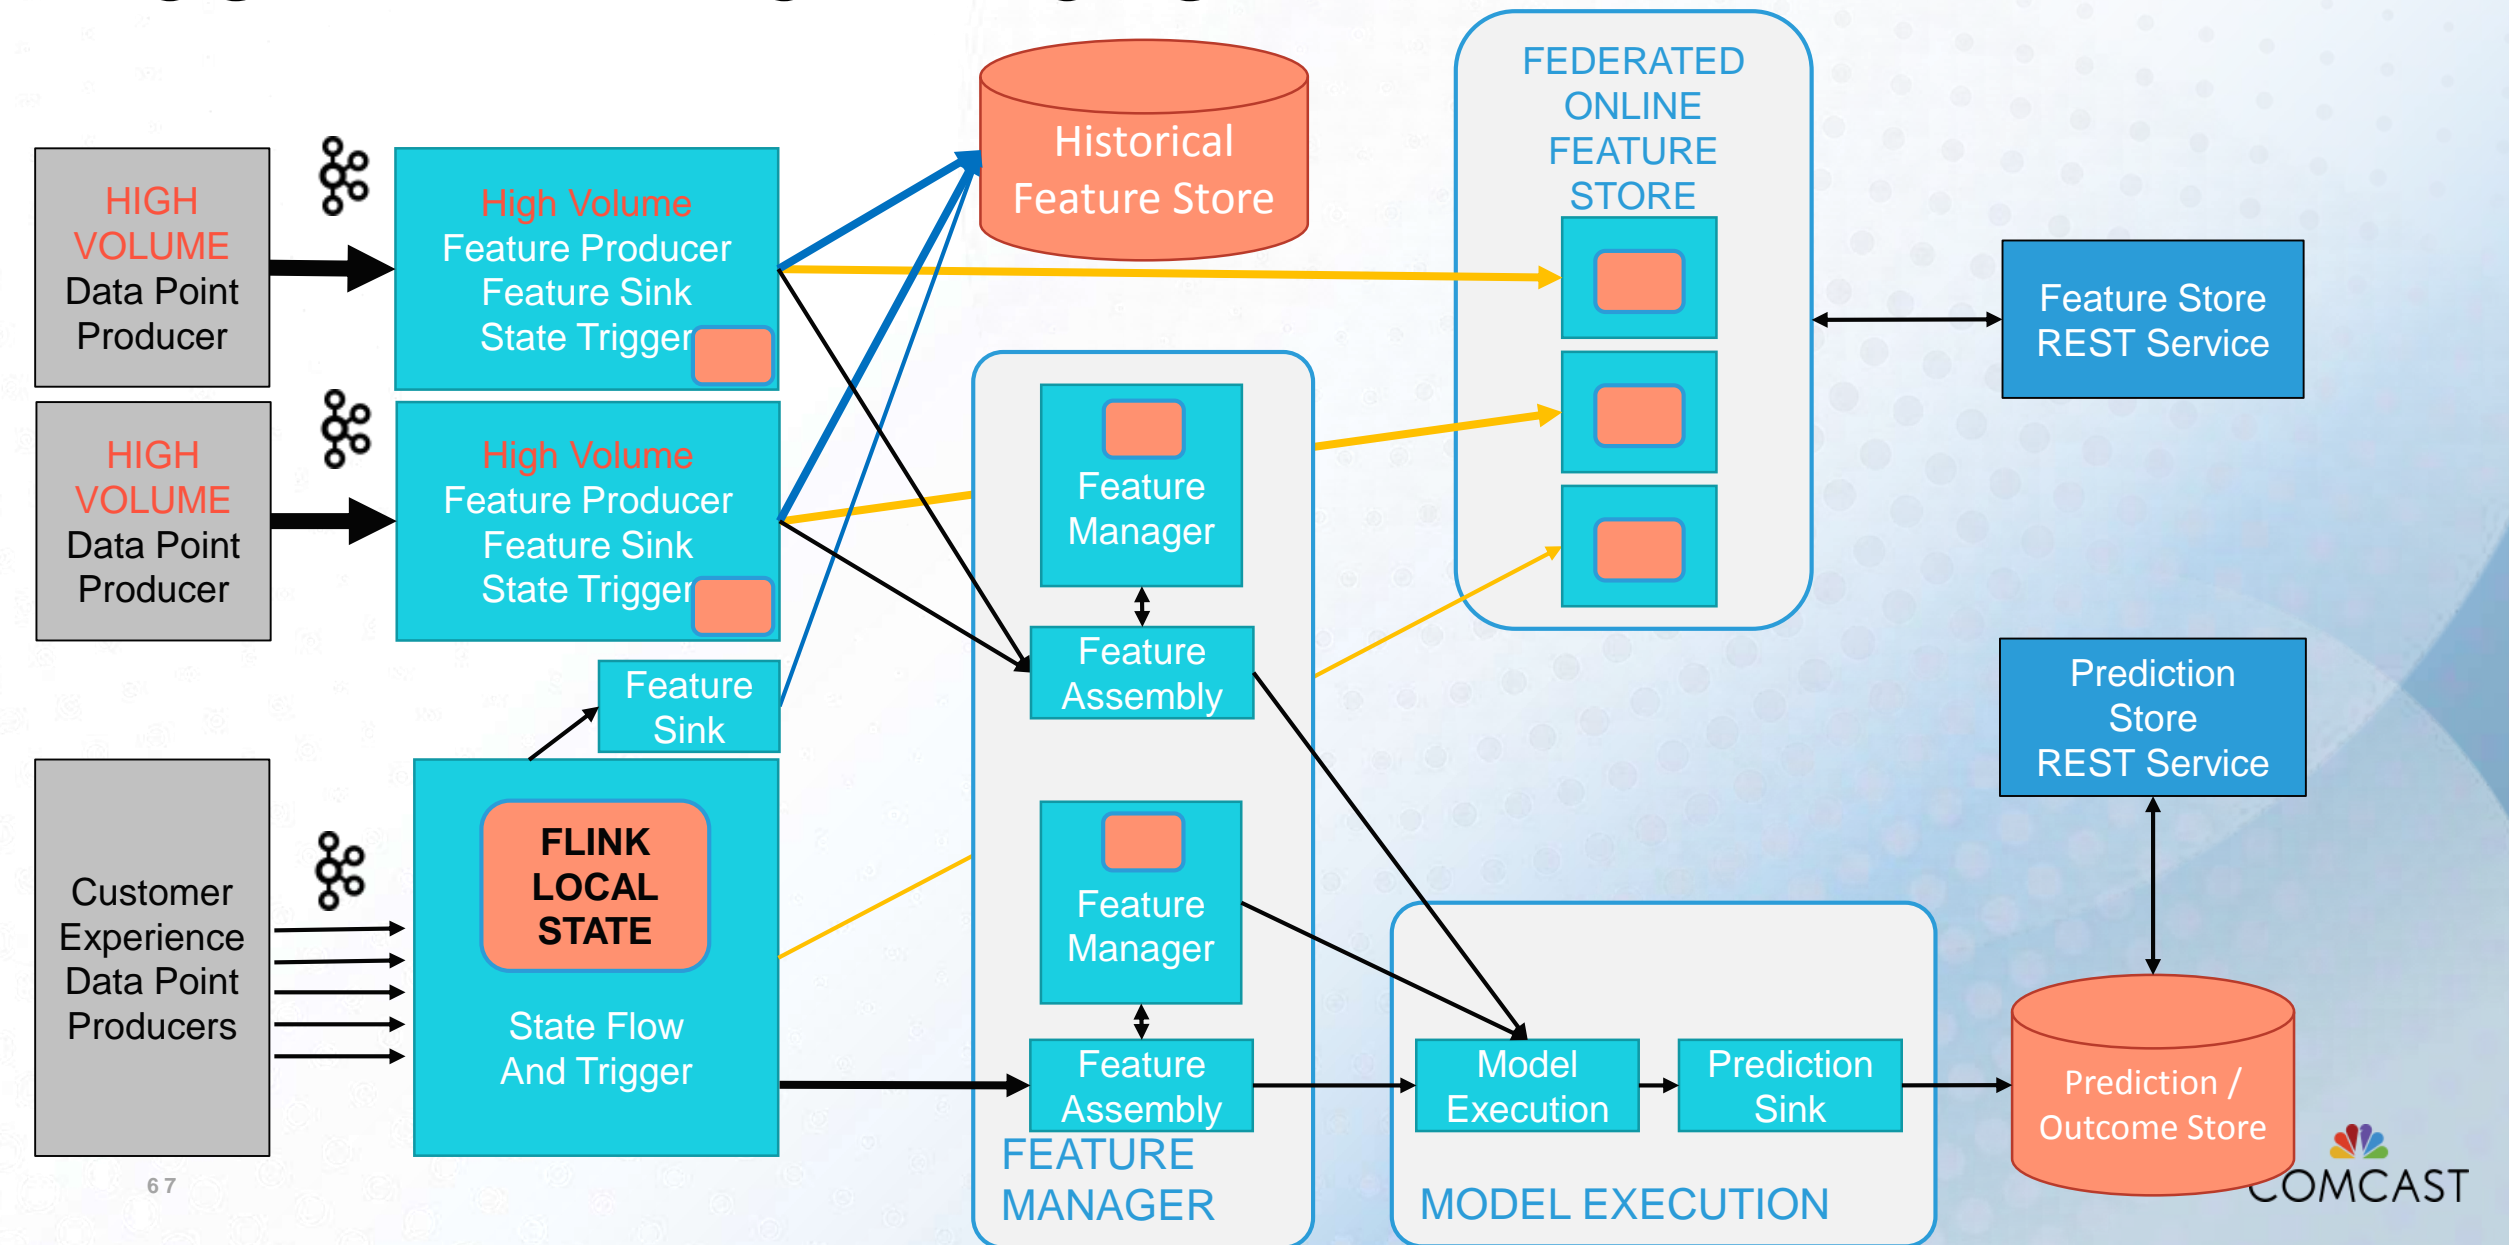 HIGH
VOLUME
Data Point
Producer
High Volume
Feature Producer
Feature Sink
State Trigger
Historical
Feature Store
FEDERATED
ONLINE
FEATURE
STORE
Feature Store
REST Service
HIGH
VOLUME
Data Point
Producer
High Volume
Feature Producer
Feature Sink
State Trigger
Feature
Manager
Feature
Assembly
Feature
Sink
Prediction
Store
REST Service
Customer
Experience
Data Point
Producers
FLINK
LOCAL
STATE
State Flow
And Trigger
Feature
Manager
Feature
Assembly
FEATURE
MANAGER
Model
Execution
Prediction
Sink
MODEL EXECUTION
Prediction /
Outcome Store
COMCAST
67